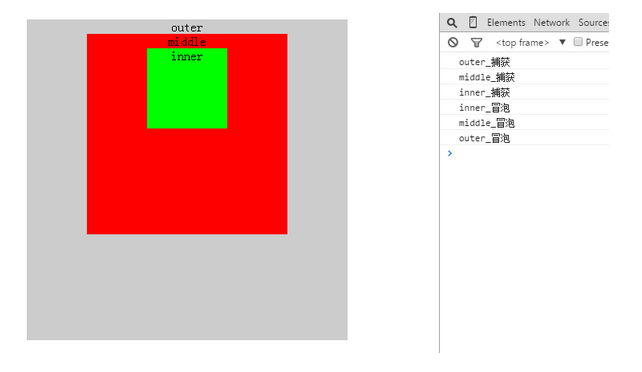 outer
middle
inner
Elements Network Sources
<top frame> ▼ Prese
outer_捕获
middle_捕获
inner_捕获
inner_冒泡
middle_冒泡
outer_冒泡
>